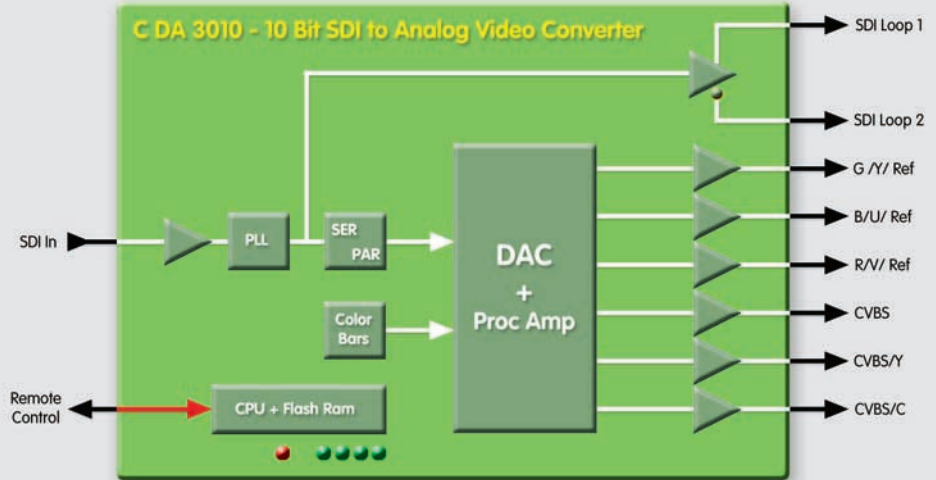 C DA 3010 - 10 Bit SDI to Analog Video Converter
SDI Loop 1
SDI Loop 2
G /Y/ Ref
B/U/ Ref
R/V/ Ref
CVBS
CVBS/Y
CVBS/C
SDI In
PLL
SER
PAR
DAC
+
Proc Amp
Color
Bars
Remote
Control
CPU + Flash Ram